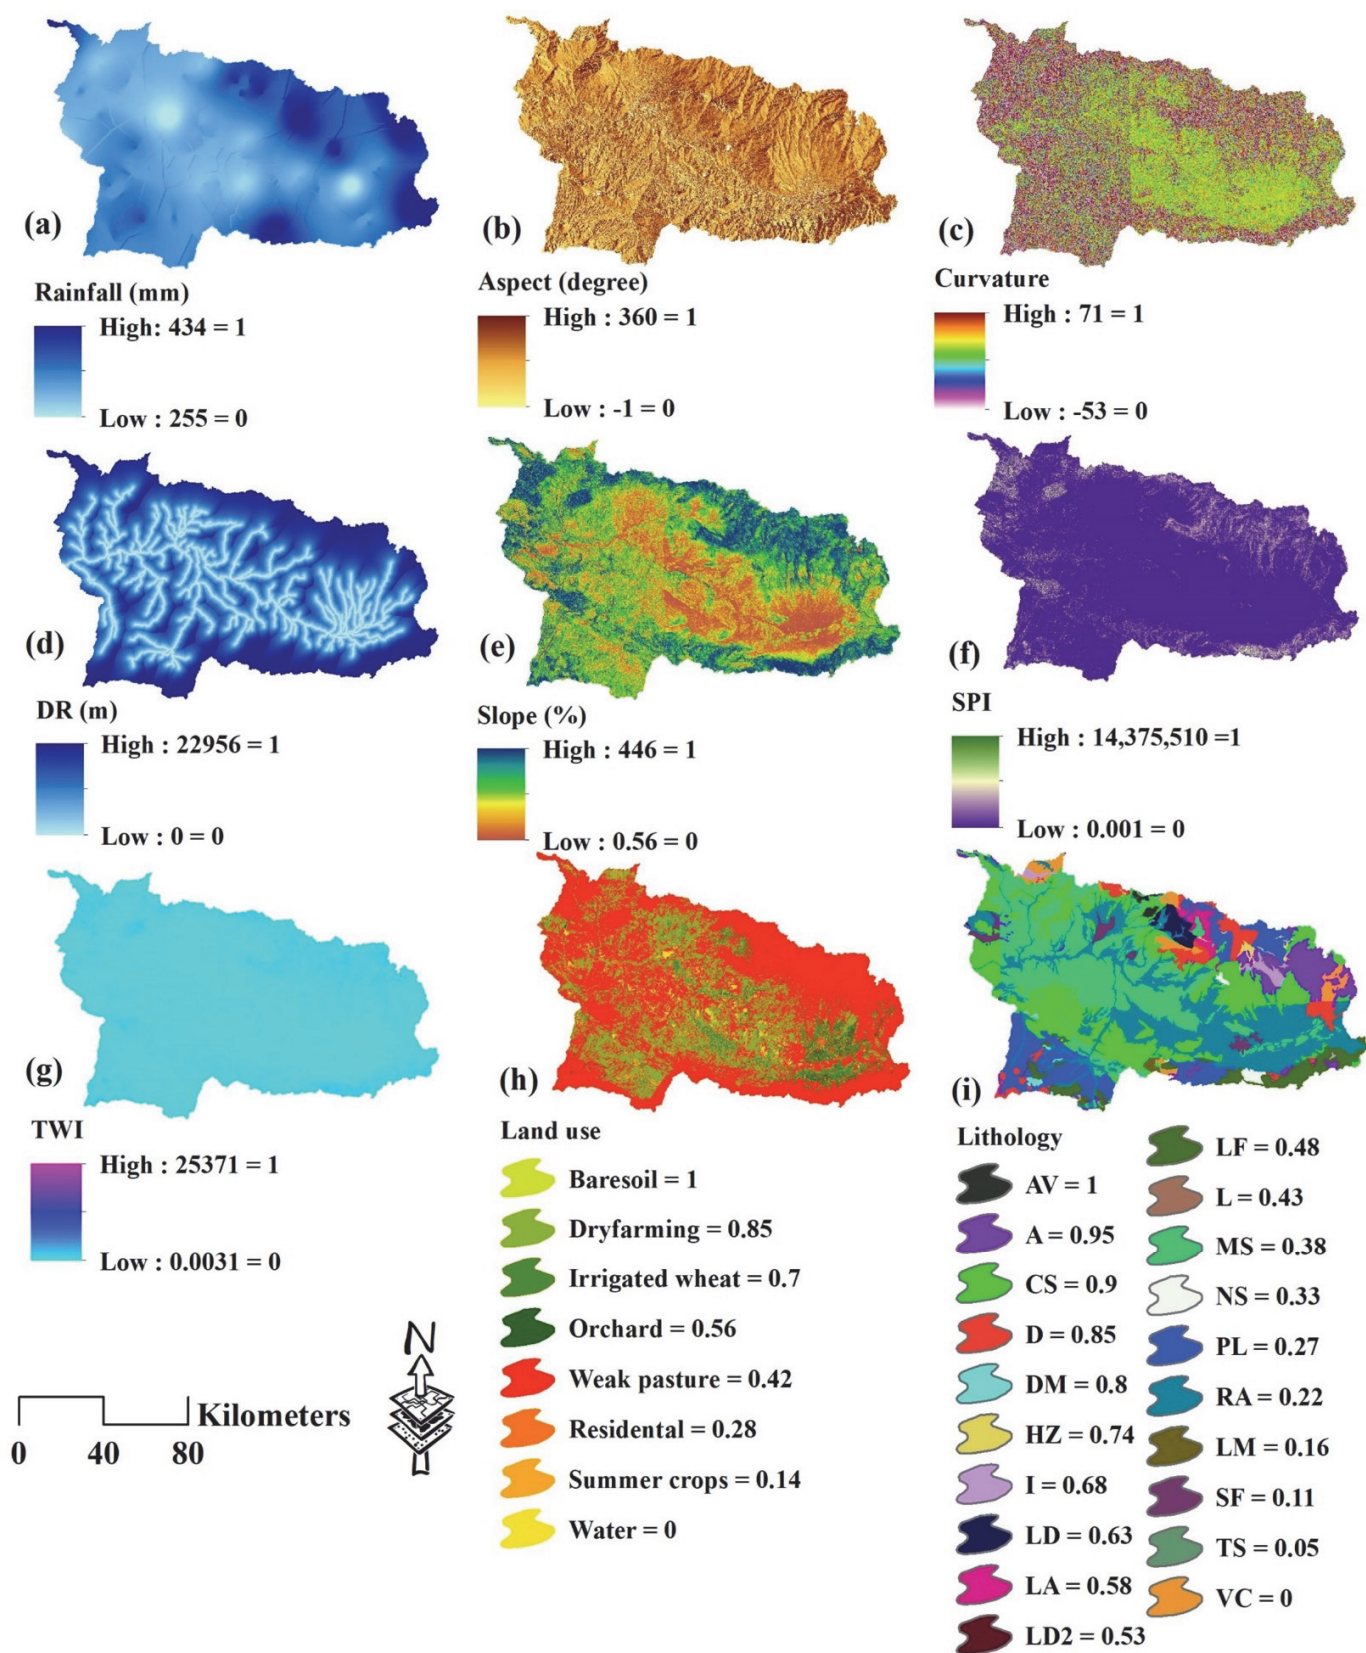 (a)
Rainfall (mm)
High: 434 = 1
Low : 255 = 0
(b)
Aspect (degree)
High : 360 = 1
Low : -1 = 0
(c)
Curvature
High : 71 = 1
Low : -53 = 0
(d)
DR (m)
High : 22956 = 1
Low : 0 = 0
(e)
Slope (%)
High : 446 = 1
Low : 0.56 = 0
(f)
SPI
High : 14,375,510 =1
Low : 0.001 = 0
(g)
TWI
High : 25371 = 1
Low : 0.0031 = 0
(h)
Land use
Baresoil = 1
Dryfarming = 0.85
Irrigated wheat = 0.7
Orchard = 0.56
Weak pasture = 0.42
Residental = 0.28
Summer crops = 0.14
Water = 0
(i)
Lithology
AV = 1
A = 0.95
CS = 0.9
D = 0.85
DM = 0.8
HZ = 0.74
I = 0.68
LD = 0.63
LA = 0.58
LD2 = 0.53
LF = 0.48
L = 0.43
MS = 0.38
NS = 0.33
PL = 0.27
RA = 0.22
LM = 0.16
SF = 0.11
TS = 0.05
VC = 0
N
Kilometers
0 40 80